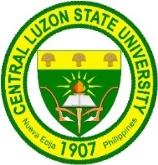 CENTRAL LUZON STATE UNIVERSITY
Nueva Ecija
1907
Philippines